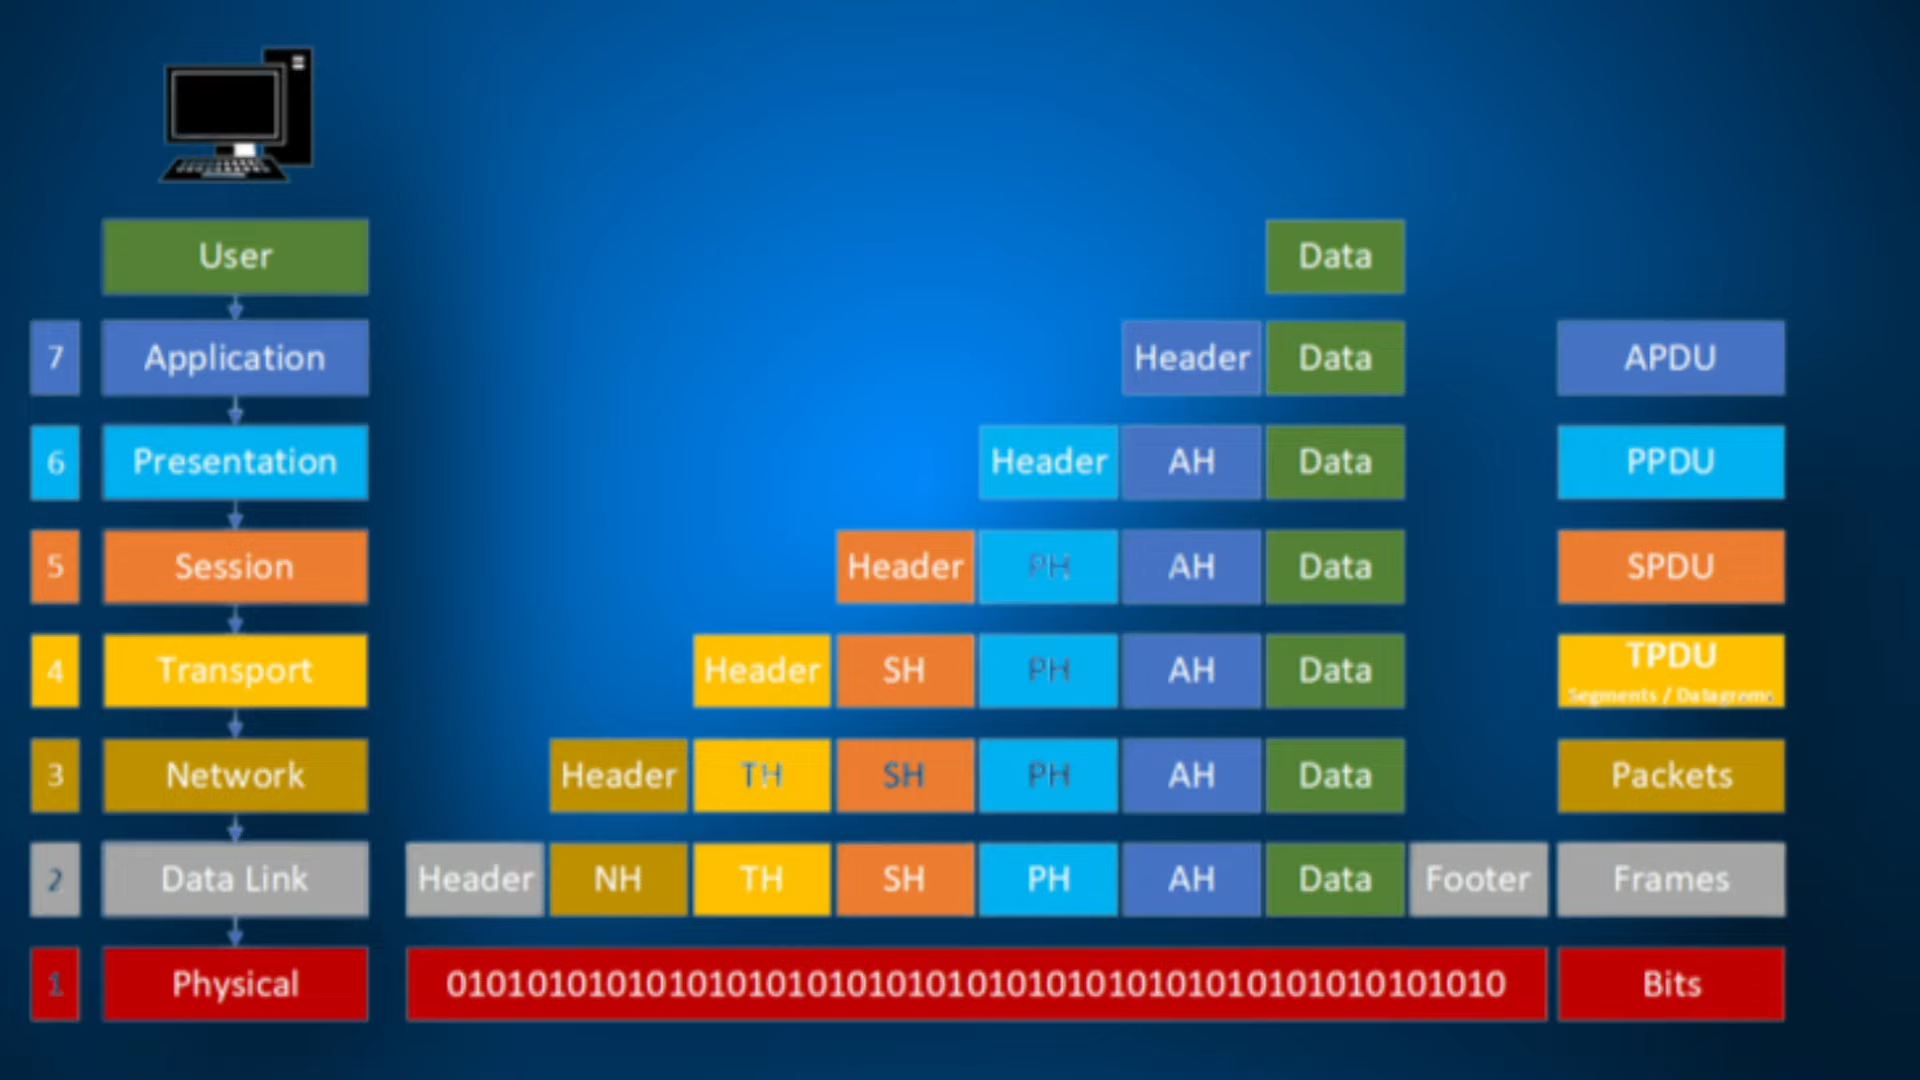 User Data
7 Application Header Data APDU
6 Presentation Header AH Data PPDU
5 Session Header PH AH Data SPDU
4 Transport Header SH PH AH Data TPDU
Segments / Datagrams
3 Network Header TH SH PH AH Data Packets
2 Data Link Header NH TH SH PH AH Data Footer Frames
1 Physical 010101010101010101010101010101010101010101010101010101010 Bits